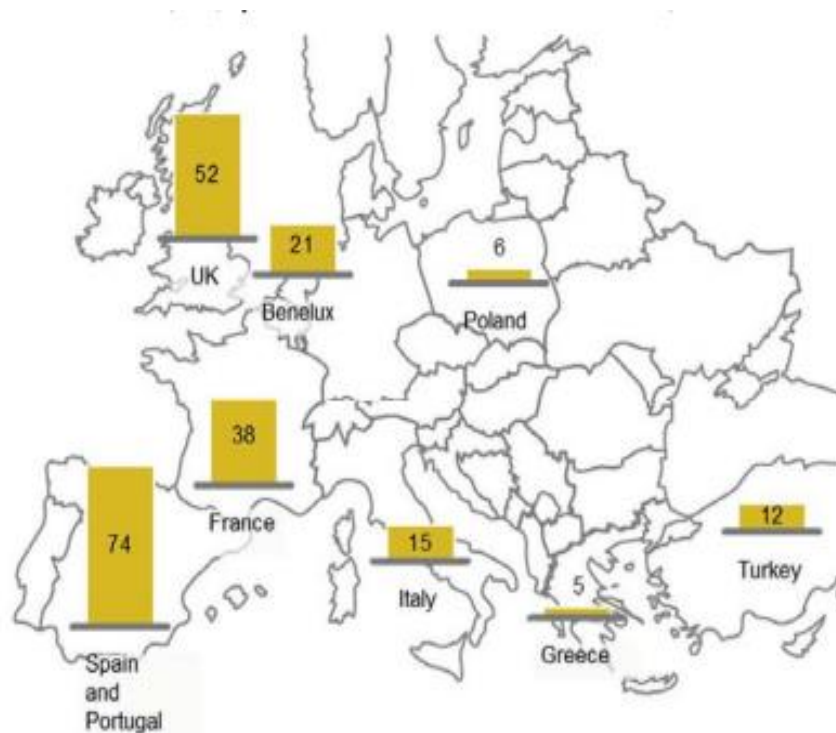 52
UK
21
Benelux
6
Poland
38
France
74
Spain
and
Portugal
15
Italy
5
Greece
12
Turkey